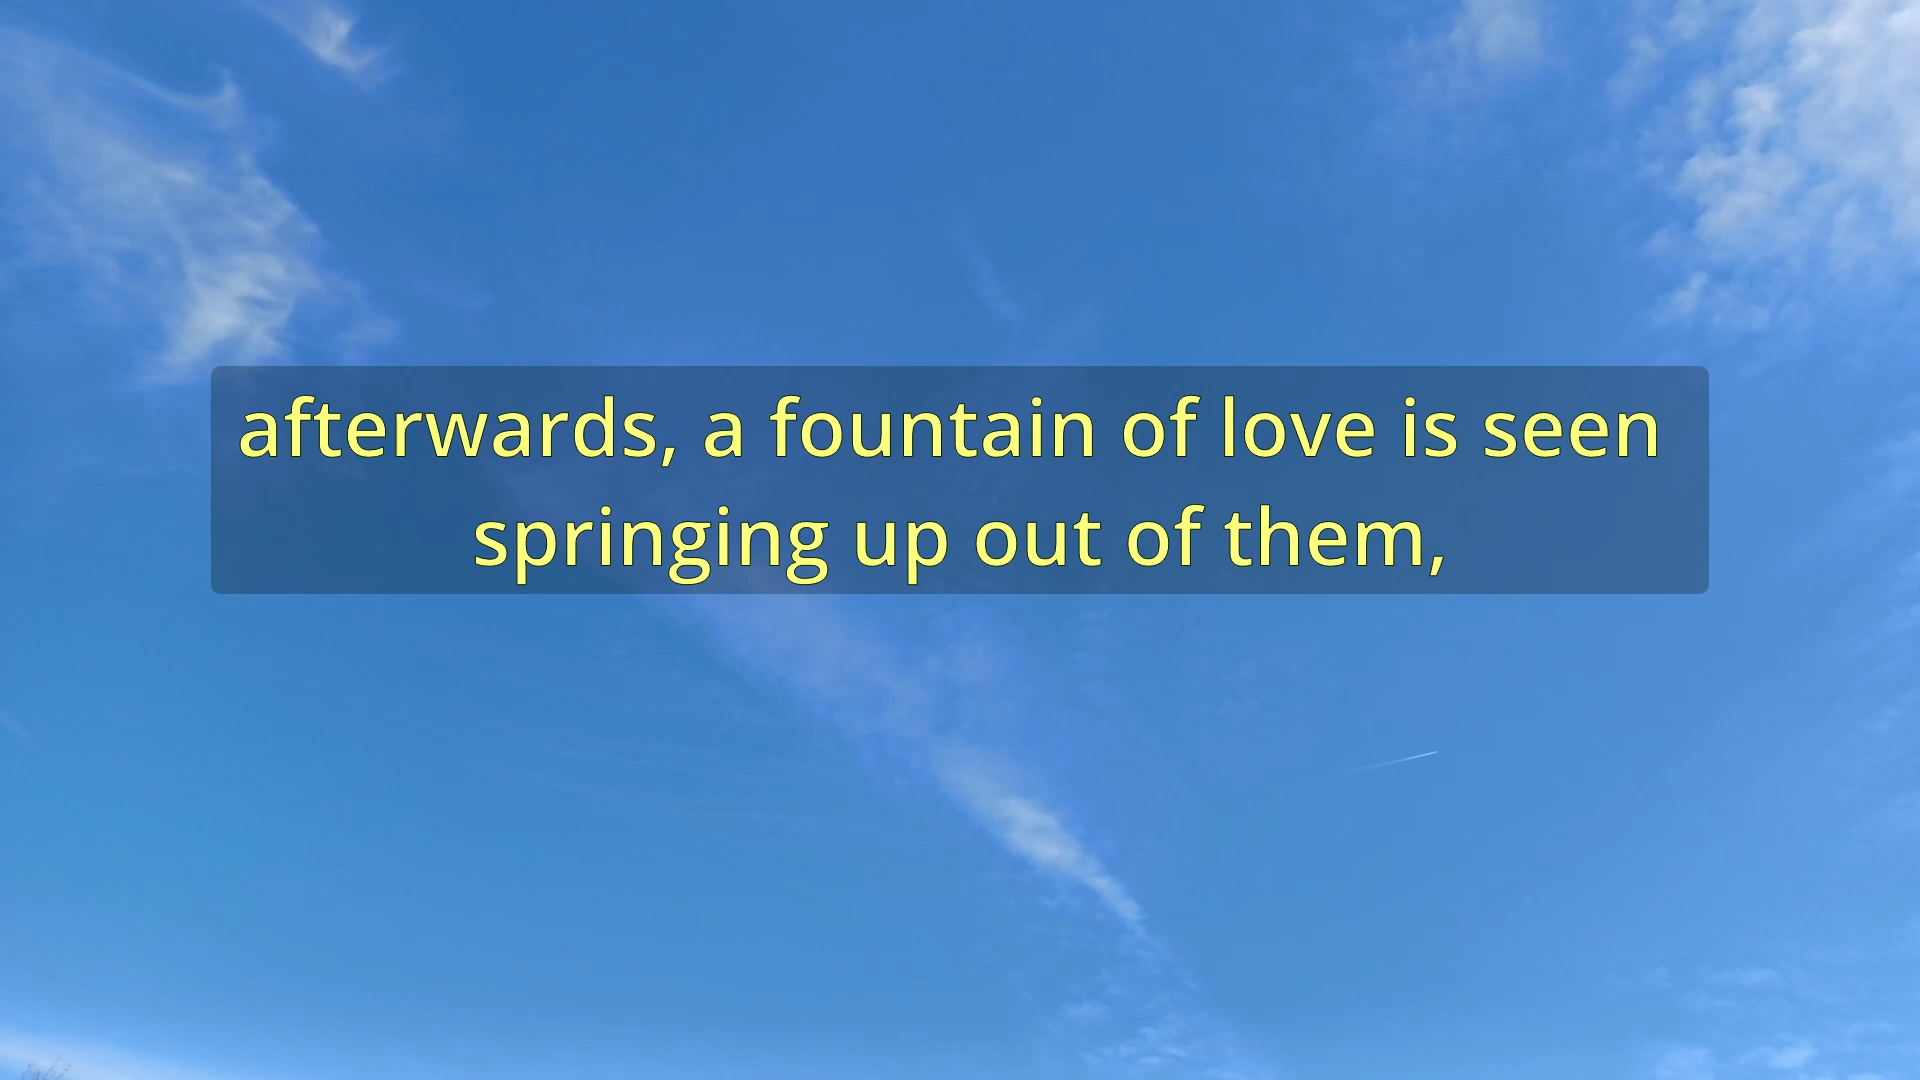 afterwards, a fountain of love is seen
springing up out of them,